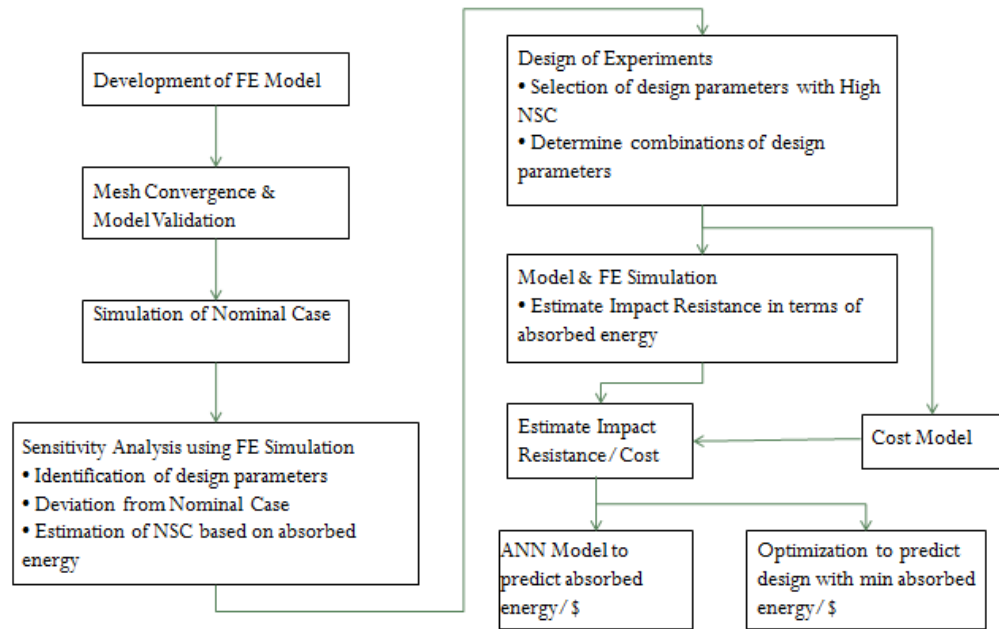 Development of FE Model
Mesh Convergence &
Model Validation
Simulation of Nominal Case
Sensitivity Analysis using FE Simulation
• Identification of design parameters
• Deviation from Nominal Case
• Estimation of NSC based on absorbed
energy
Design of Experiments
• Selection of design parameters with High
NSC
• Determine combinations of design
parameters
Model & FE Simulation
• Estimate Impact Resistance in terms of
absorbed energy
Estimate Impact
Resistance / Cost
Cost Model
ANN Model to
predict absorbed
energy/ $
Optimization to predict
design with min absorbed
energy/ $